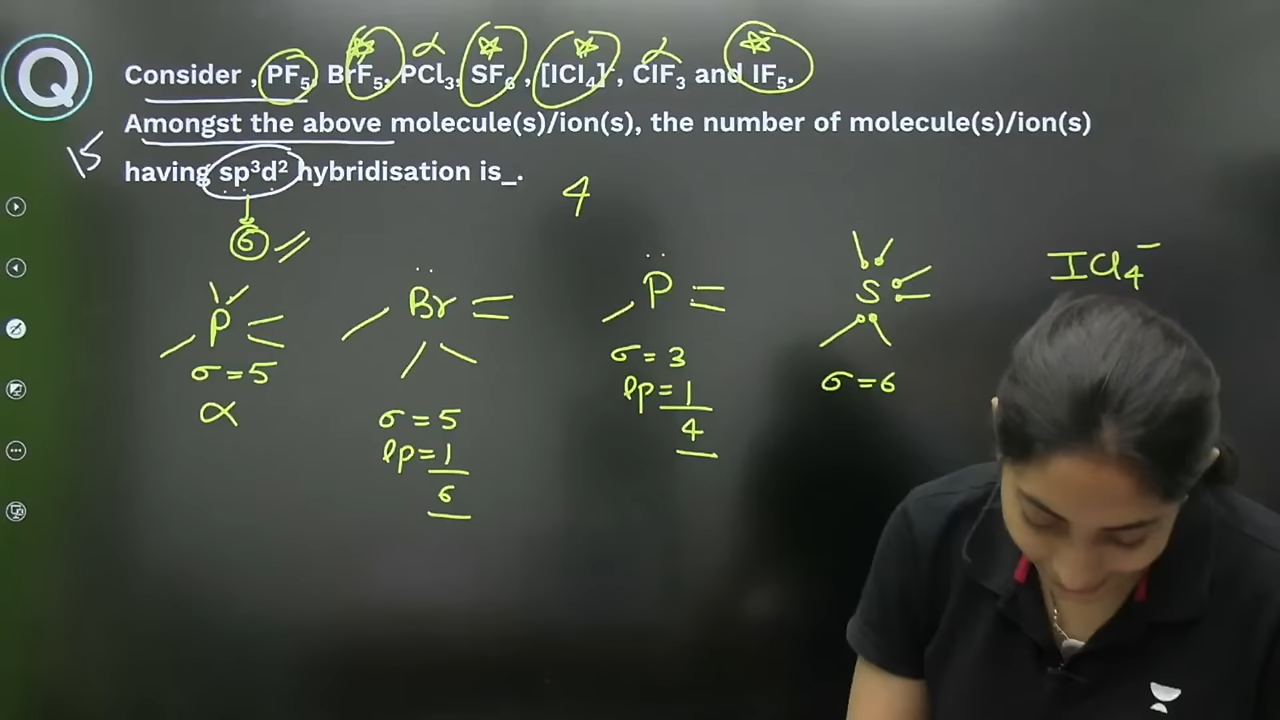 Q
Consider , PF₅, BrF₅, PCl₃, SF₆ , [ICl₄]⁻, ClF₃ and IF₅.
Amongst the above molecule(s)/ion(s), the number of molecule(s)/ion(s)
15
having sp³d² hybridisation is_.
4
6
P
σ = 5
α
Br
σ = 5
lp = 1
6
P
σ = 3
lp = 1
4
S
σ = 6
ICl₄⁻